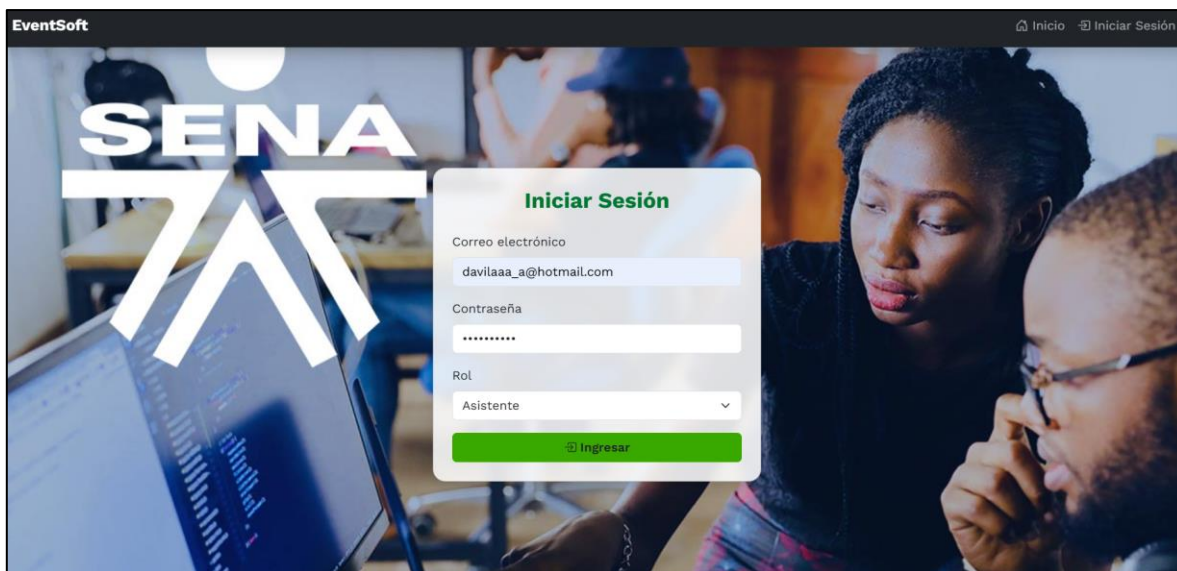 EventSoft
Inicio Iniciar Sesión
SENA
Iniciar Sesión
Correo electrónico
davilaaa_a@hotmail.com
Contraseña
••••••••••
Rol
Asistente
Ingresar